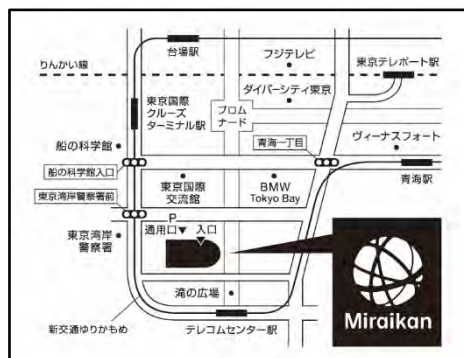 台場駅
フジテレビ
りんかい線
東京テレポート駅
ダイバーシティ東京
東京国際
クルーズ
ターミナル駅
プロム
ナード
青海一丁目
ヴィーナスフォート
船の科学館
船の科学館入口
東京国際
交流館
BMW
Tokyo Bay
青海駅
東京湾岸警察署前
P
通用口
入口
東京湾岸
警察署
滝の広場
新交通ゆりかもめ
テレコムセンター駅
Miraikan